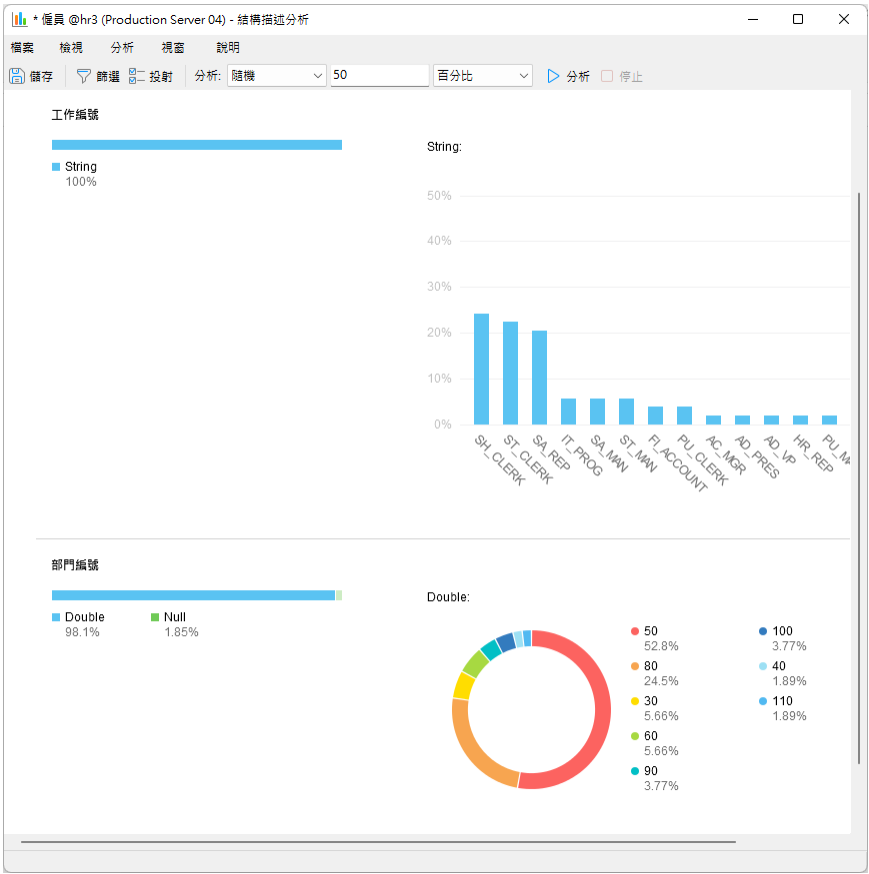 * 僱員 @hr3 (Production Server 04) - 結構描述分析
檔案 檢視 分析 視窗 說明
儲存 篩選 投射 分析: 隨機 50 百分比 分析 停止
工作編號
String
100%
String:
50%
40%
30%
20%
10%
0%
SH_CLERK
ST_CLERK
SA_REP
IT_PROG
SA_MAN
ST_MAN
FI_ACCOUNT
PU_CLERK
AC_MGR
AD_PRES
AD_VP
HR_REP
部門編號
Double Null
98.1% 1.85%
Double:
50 100
52.8% 3.77%
80 40
24.5% 1.89%
30 110
5.66% 1.89%
60
5.66%
90
3.77%